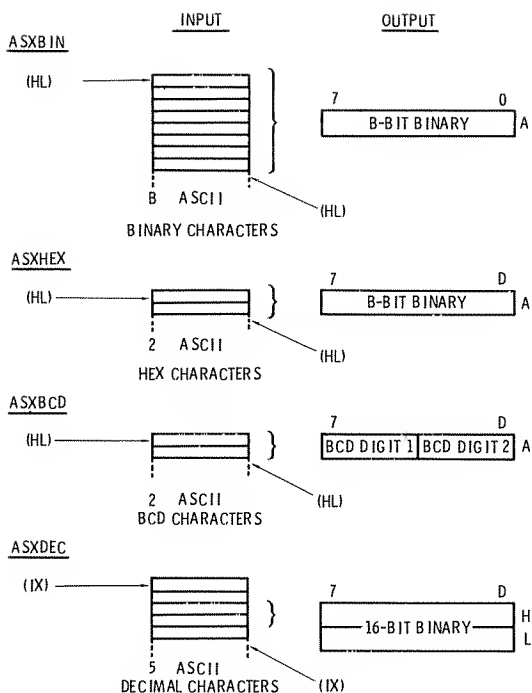 INPUT OUTPUT
ASXBIN
(HL)
7 0
B-BIT BINARY A
(HL)
B ASCII
BINARY CHARACTERS
ASXHEX
(HL)
7 D
B-BIT BINARY A
(HL)
2 ASCII
HEX CHARACTERS
ASXBCD
(HL)
7 D
BCD DIGIT 1 BCD DIGIT 2 A
(HL)
2 ASCII
BCD CHARACTERS
ASXDEC
(IX)
7 D
H
16-BIT BINARY
L
(IX)
5 ASCII
DECIMAL CHARACTERS